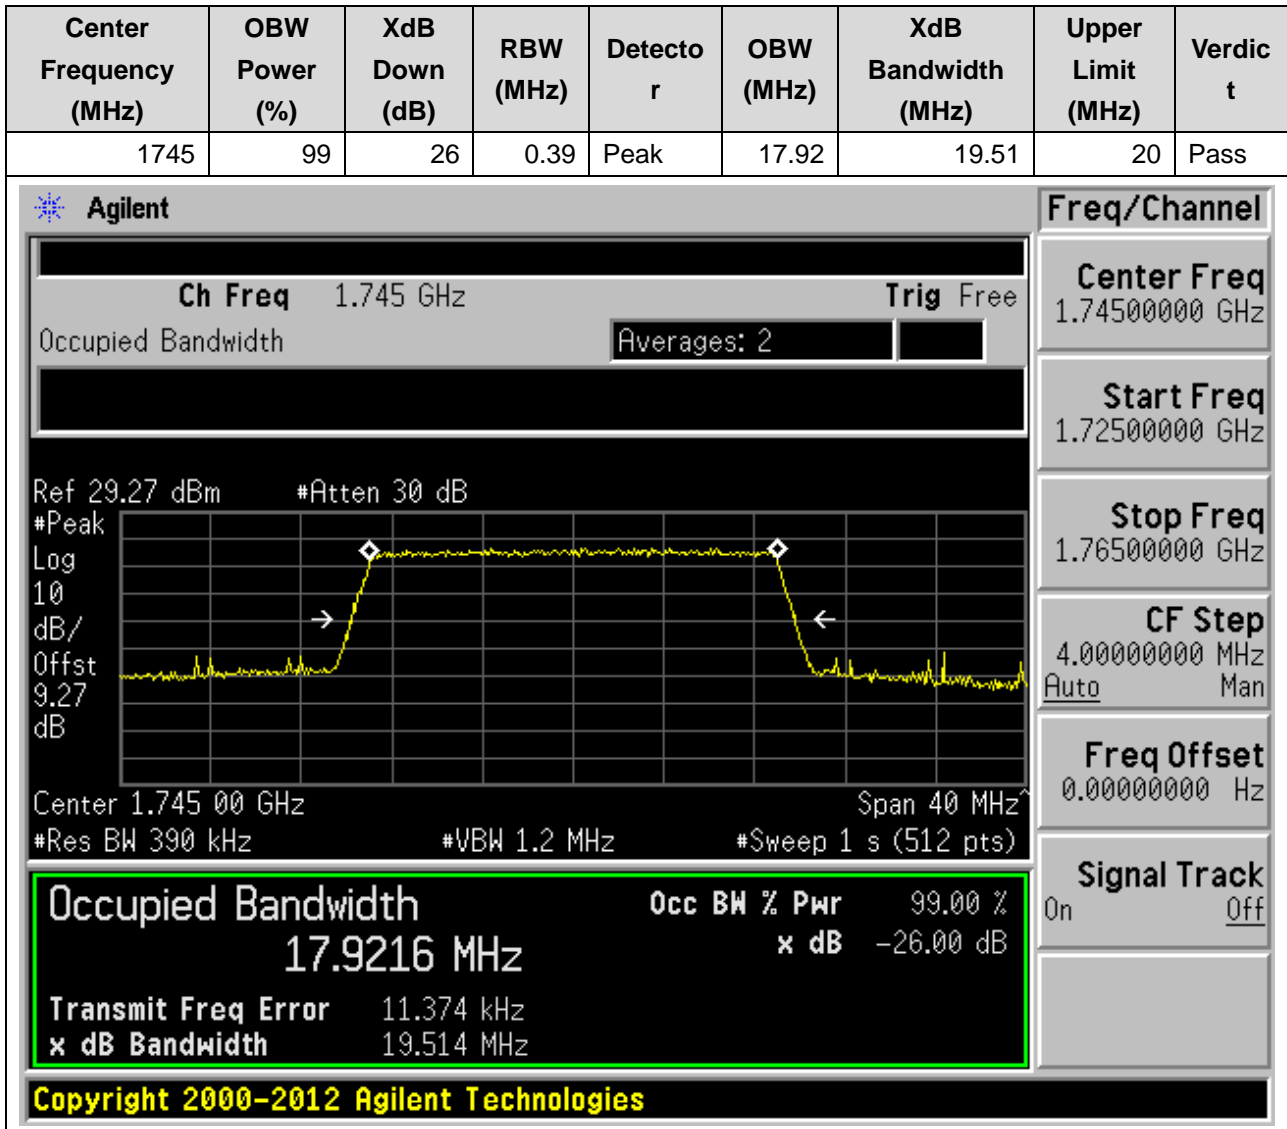 Center Frequency (MHz) OBW Power (%) XdB Down (dB) RBW (MHz) Detector OBW (MHz) XdB Bandwidth (MHz) Upper Limit (MHz) Verdict
1745 99 26 0.39 Peak 17.92 19.51 20 Pass
Agilent
Freq/Channel
Ch Freq 1.745 GHz Trig Free
Occupied Bandwidth Averages: 2
Center Freq
1.74500000 GHz
Start Freq
1.72500000 GHz
Stop Freq
1.76500000 GHz
CF Step
4.00000000 MHz
Auto Man
Freq Offset
0.00000000 Hz
Signal Track
On Off
Ref 29.27 dBm #Atten 30 dB
#Peak
Log
10
dB/
Offst
9.27
dB
Center 1.745 00 GHz Span 40 MHz^
#Res BW 390 kHz #VBW 1.2 MHz #Sweep 1 s (512 pts)
Occupied Bandwidth
17.9216 MHz
Occ BW % Pwr 99.00 %
x dB -26.00 dB
Transmit Freq Error 11.374 kHz
x dB Bandwidth 19.514 MHz
Copyright 2000-2012 Agilent Technologies